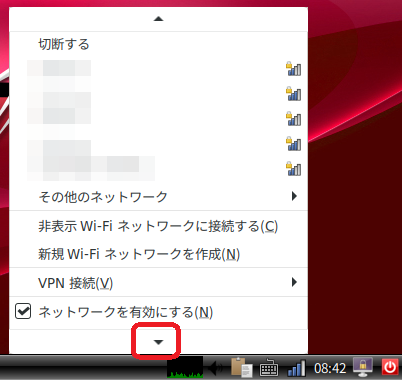 切断する
その他のネットワーク
非表示 Wi-Fi ネットワークに接続する(C)
新規 Wi-Fi ネットワークを作成(N)
VPN 接続(V)
ネットワークを有効にする(N)
08:42